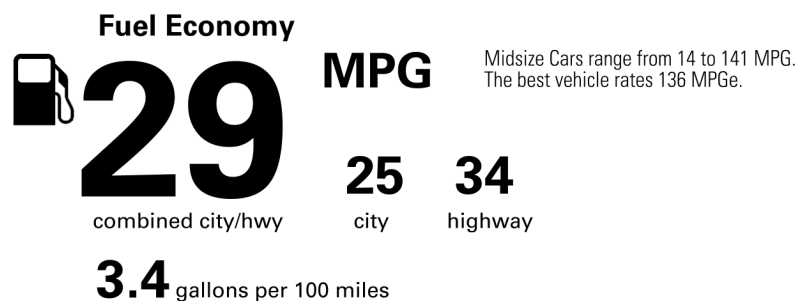 Fuel Economy
29 MPG
Midsize Cars range from 14 to 141 MPG.
The best vehicle rates 136 MPGe.
combined city/hwy
25 city
34 highway
3.4 gallons per 100 miles